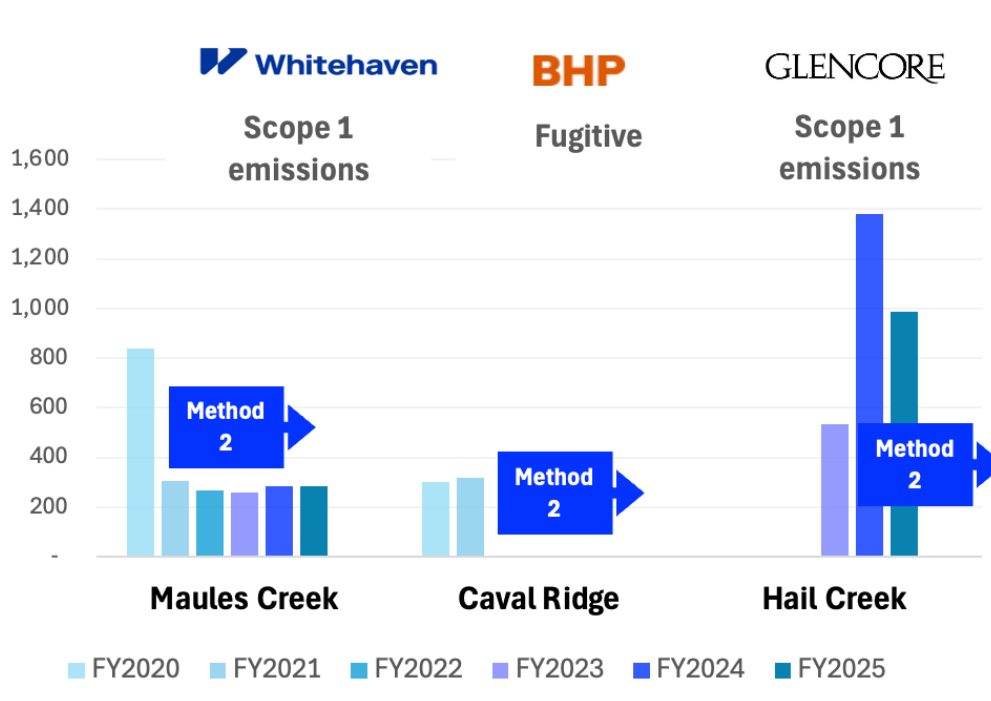 Whitehaven
BHP
GLENCORE
Scope 1
emissions
Fugitive
Scope 1
emissions
1,600
1,400
1,200
1,000
800
600
400
200
-
Method
2
Method
2
Method
2
Maules Creek
Caval Ridge
Hail Creek
FY2020
FY2021
FY2022
FY2023
FY2024
FY2025